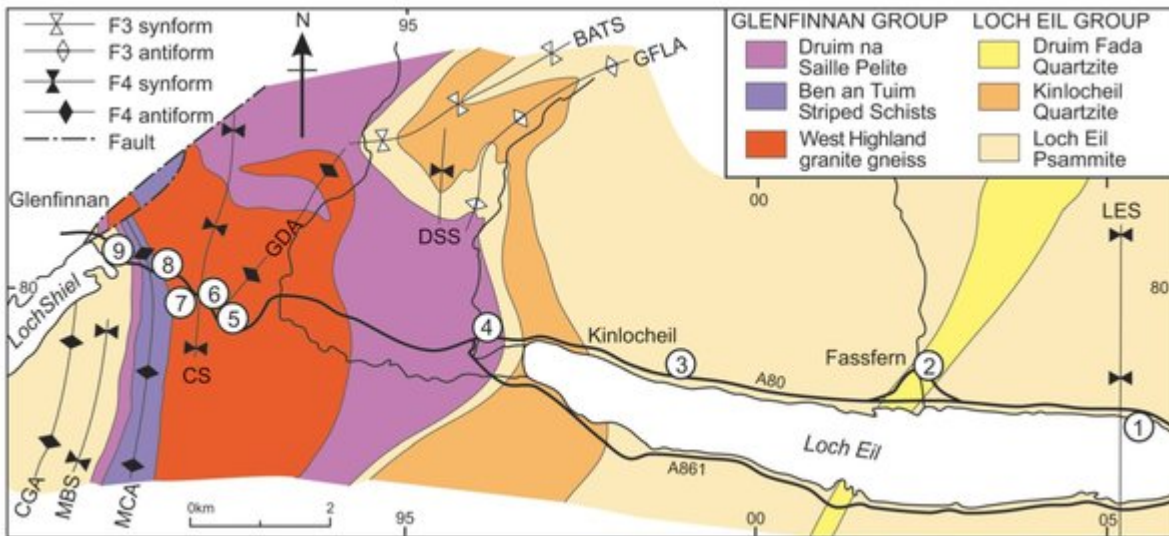 F3 synform
F3 antiform
F4 synform
F4 antiform
Fault
N
95
BATS
GFLA
GLENFINNAN GROUP
Druim na
Saille Pelite
Ben an Tuim
Striped Schists
West Highland
granite gneiss
LOCH EIL GROUP
Druim Fada
Quartzite
Kinlocheil
Quartzite
Loch Eil
Psammite
Glenfinnan
DSS
GDA
00
LES
9
8
80
80
7
6
5
Loch Shiel
4
Kinlocheil
3
Fassfern
2
CS
A80
1
Loch Eil
A861
CGA
MBS
MCA
0km
2
95
00
05